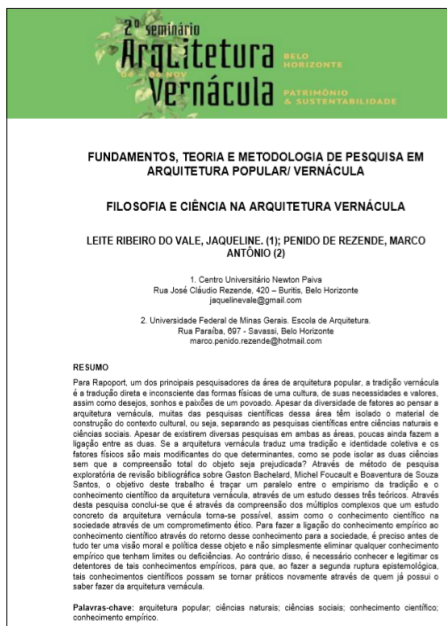 2º seminário
Arquitetura
Vernácula
BELO
HORIZONTE
04 - 06 NOV
PATRIMÔNIO
& SUSTENTABILIDADE
FUNDAMENTOS, TEORIA E METODOLOGIA DE PESQUISA EM
ARQUITETURA POPULAR/ VERNÁCULA
FILOSOFIA E CIÊNCIA NA ARQUITETURA VERNÁCULA
LEITE RIBEIRO DO VALE, JAQUELINE. (1); PENIDO DE REZENDE, MARCO
ANTÔNIO (2)
1. Centro Universitário Newton Paiva
Rua José Cláudio Rezende, 420 – Buritis, Belo Horizonte
jaquelinevale@gmail.com
2. Universidade Federal de Minas Gerais. Escola de Arquitetura.
Rua Paraíba, 697 - Savassi, Belo Horizonte
marco.penido.rezende@hotmail.com
RESUMO
Para Rapoport, um dos principais pesquisadores da área de arquitetura popular, a tradição vernácula
é a tradução direta e inconsciente das formas físicas de uma cultura, de suas necessidades e valores,
assim como desejos, sonhos e paixões de um povoado. Apesar da diversidade de fatores ao pensar a
arquitetura vernácula, muitas das pesquisas científicas dessa área têm isolado o material de
construção do contexto cultural, ou seja, separando as pesquisas científicas entre ciências naturais e
ciências sociais. Apesar de existirem diversas pesquisas em ambas as áreas, poucas ainda fazem a
ligação entre as duas. Se a arquitetura vernácula traduz uma tradição e identidade coletiva e os
fatores físicos são mais modificadores do que determinantes, como se pode isolar as duas ciências
sem que a compreensão total do objeto seja prejudicada? Através de método de pesquisa
exploratória de revisão bibliográfica sobre Gaston Bachelard, Michel Foucault e Boaventura de Souza
Santos, o objetivo deste trabalho é traçar um paralelo entre o empirismo da tradição e o
conhecimento científico da arquitetura vernácula, através de um estudo desses três teóricos. Através
desta pesquisa conclui-se que é através da compreensão dos múltiplos complexos que um estudo
concreto da arquitetura vernácula torna-se possível, assim como o conhecimento científico na
sociedade através de um comprometimento ético. Para fazer a ligação do conhecimento empírico ao
conhecimento científico através do retorno desse conhecimento para a sociedade, é preciso antes de
tudo ter uma visão moral e política desse objeto e não simplesmente eliminar qualquer conhecimento
empírico que tenham limites ou deficiências. Ao contrário disso, é necessário conhecer e legitimar os
detentores de tais conhecimentos empíricos, para que, ao fazer a segunda ruptura epistemológica,
tais conhecimentos científicos possam se tornar práticos novamente através de quem já possui o
saber fazer da arquitetura vernácula.
Palavras-chave: arquitetura popular; ciências naturais; ciências sociais; conhecimento científico;
conhecimento empírico.